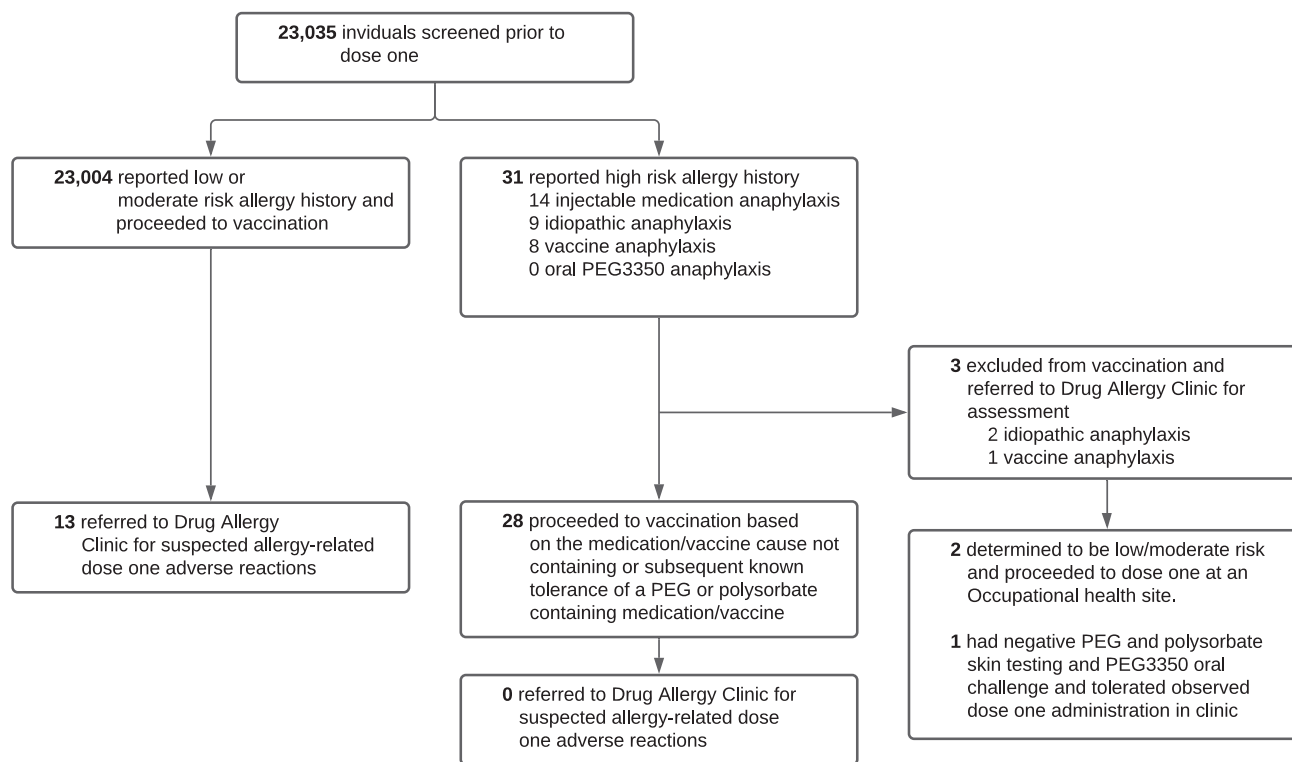 23,035 inviduals screened prior to
dose one
23,004 reported low or
moderate risk allergy history and
proceeded to vaccination
31 reported high risk allergy history
14 injectable medication anaphylaxis
9 idiopathic anaphylaxis
8 vaccine anaphylaxis
0 oral PEG3350 anaphylaxis
3 excluded from vaccination and
referred to Drug Allergy Clinic for
assessment
2 idiopathic anaphylaxis
1 vaccine anaphylaxis
13 referred to Drug Allergy
Clinic for suspected allergy-related
dose one adverse reactions
28 proceeded to vaccination based
on the medication/vaccine cause not
containing or subsequent known
tolerance of a PEG or polysorbate
containing medication/vaccine
2 determined to be low/moderate risk
and proceeded to dose one at an
Occupational health site.
1 had negative PEG and polysorbate
skin testing and PEG3350 oral
challenge and tolerated observed
dose one administration in clinic
0 referred to Drug Allergy Clinic for
suspected allergy-related dose
one adverse reactions